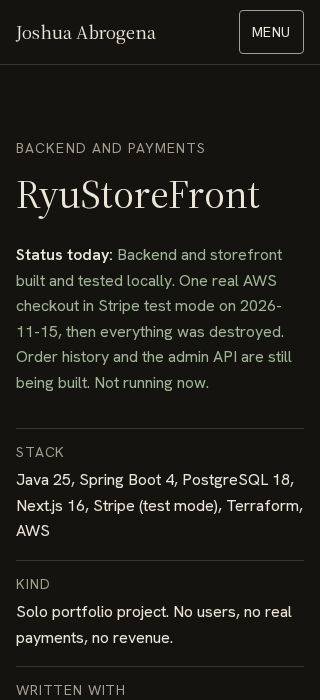 Joshua Abrogena
MENU
BACKEND AND PAYMENTS
RyuStoreFront
Status today: Backend and storefront
built and tested locally. One real AWS
checkout in Stripe test mode on 2026-
11-15, then everything was destroyed.
Order history and the admin API are still
being built. Not running now.
STACK
Java 25, Spring Boot 4, PostgreSQL 18,
Next.js 16, Stripe (test mode), Terraform,
AWS
KIND
Solo portfolio project. No users, no real
payments, no revenue.
WRITTEN WITH